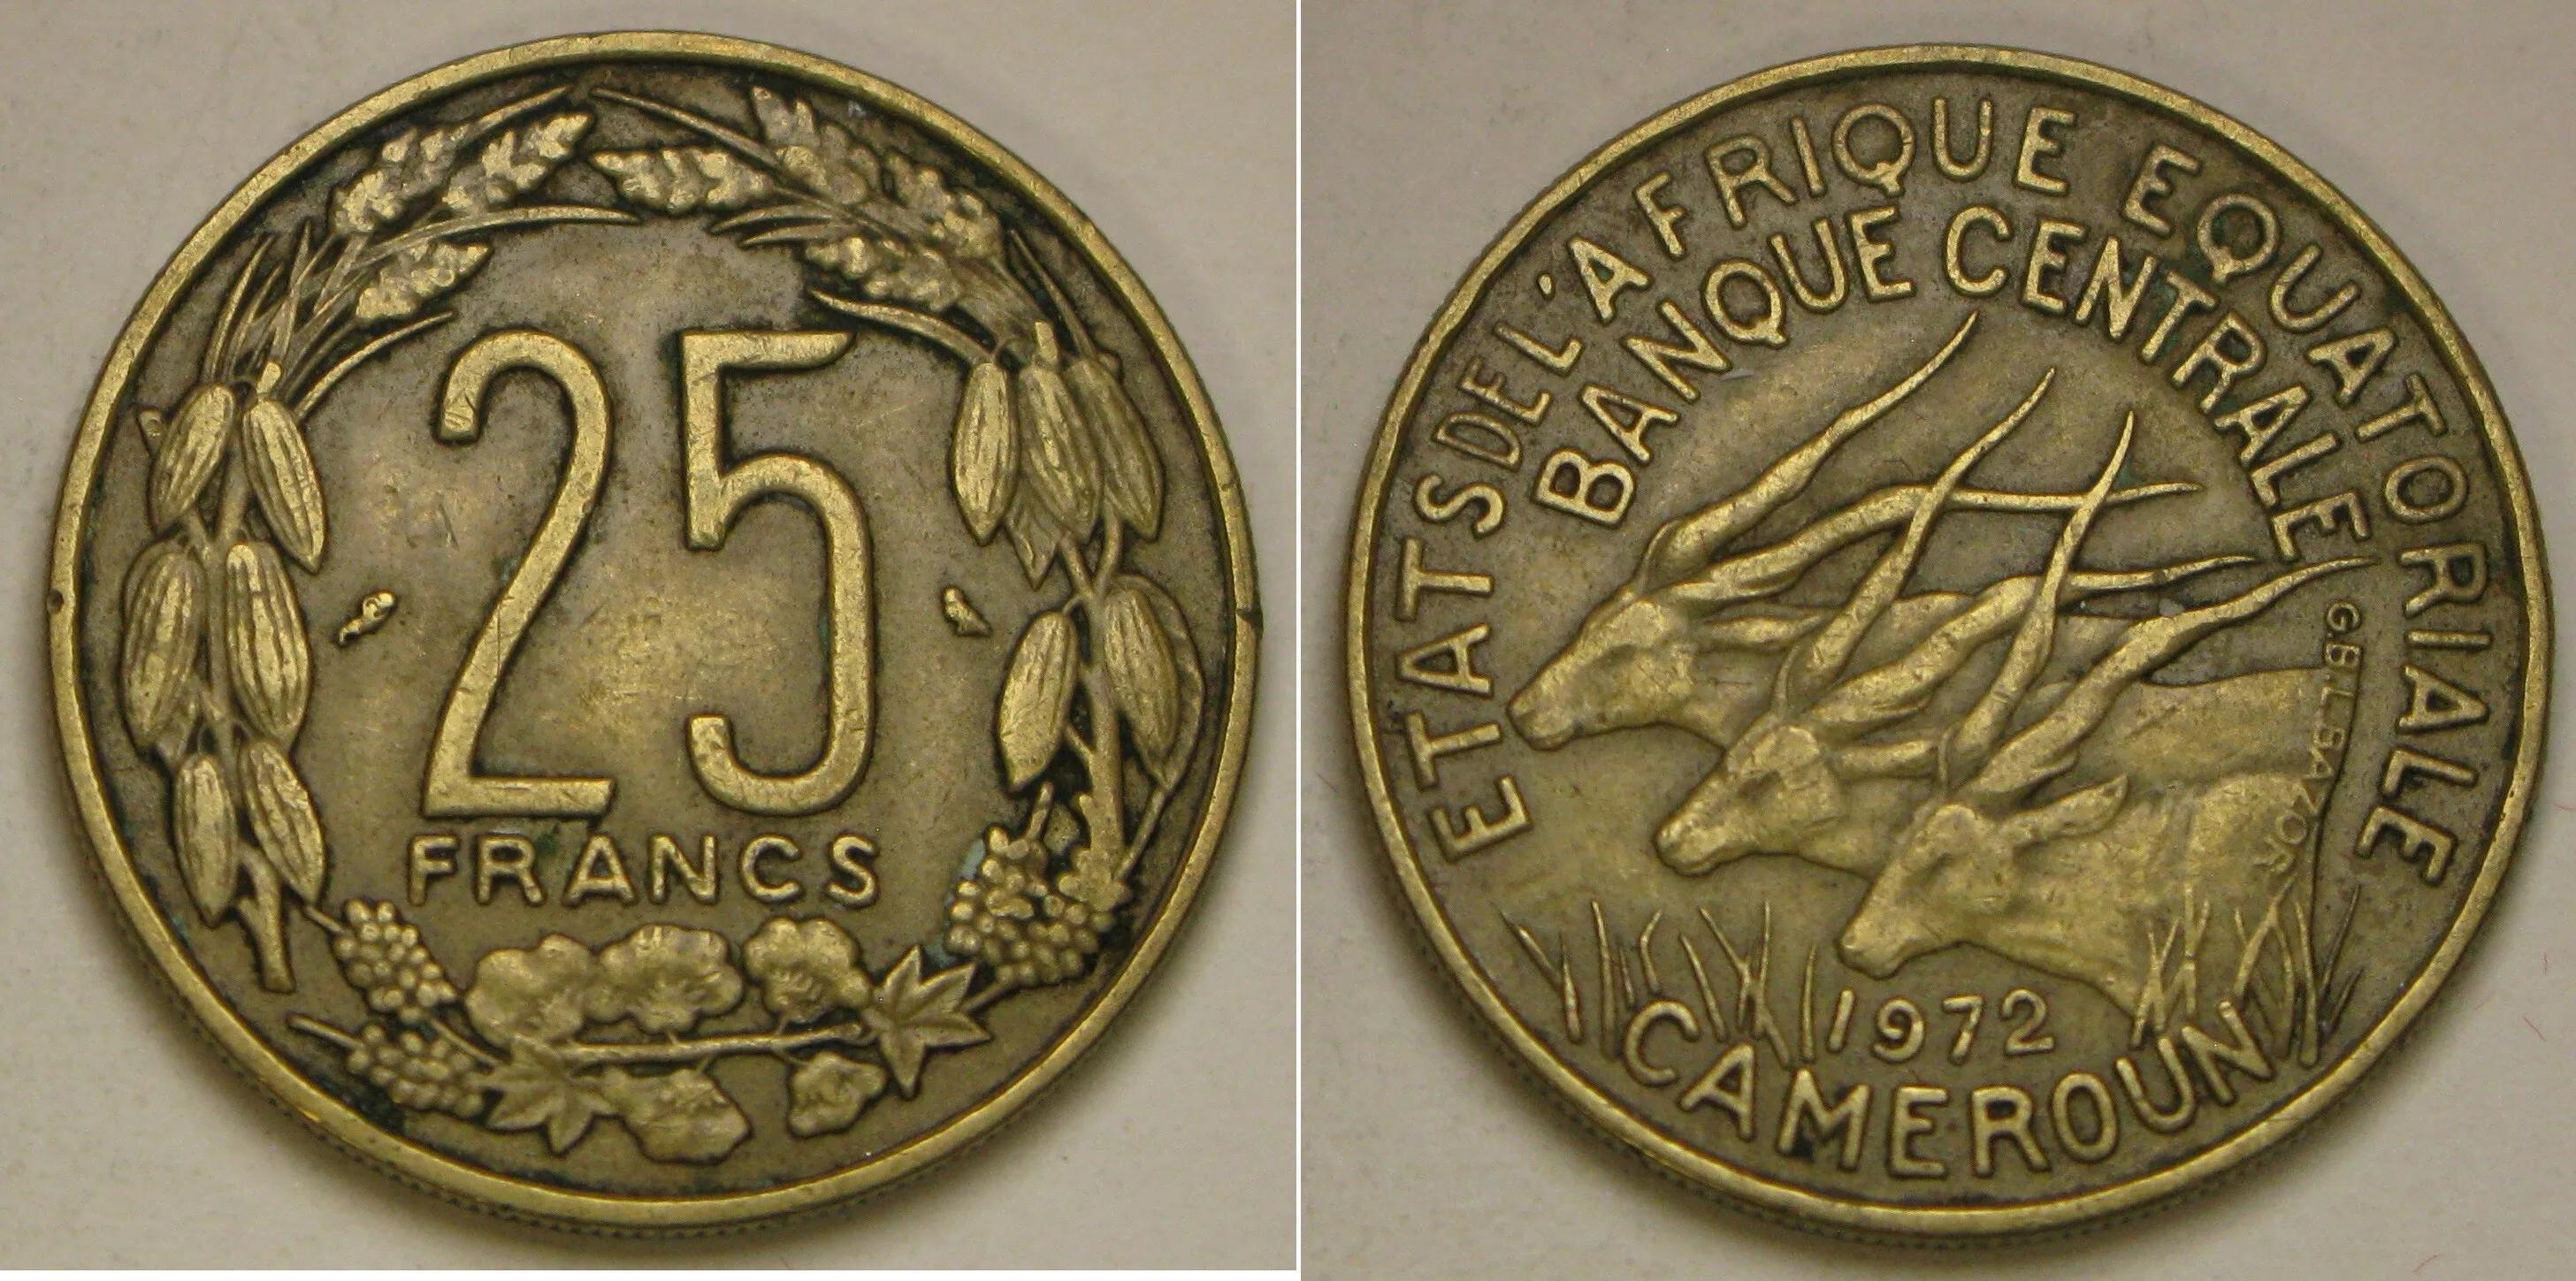 25
FRANCS
ETATS DE L'AFRIQUE EQUATORIALE
BANQUE CENTRALE
G.B.L.BAZOR
1972
CAMEROUN